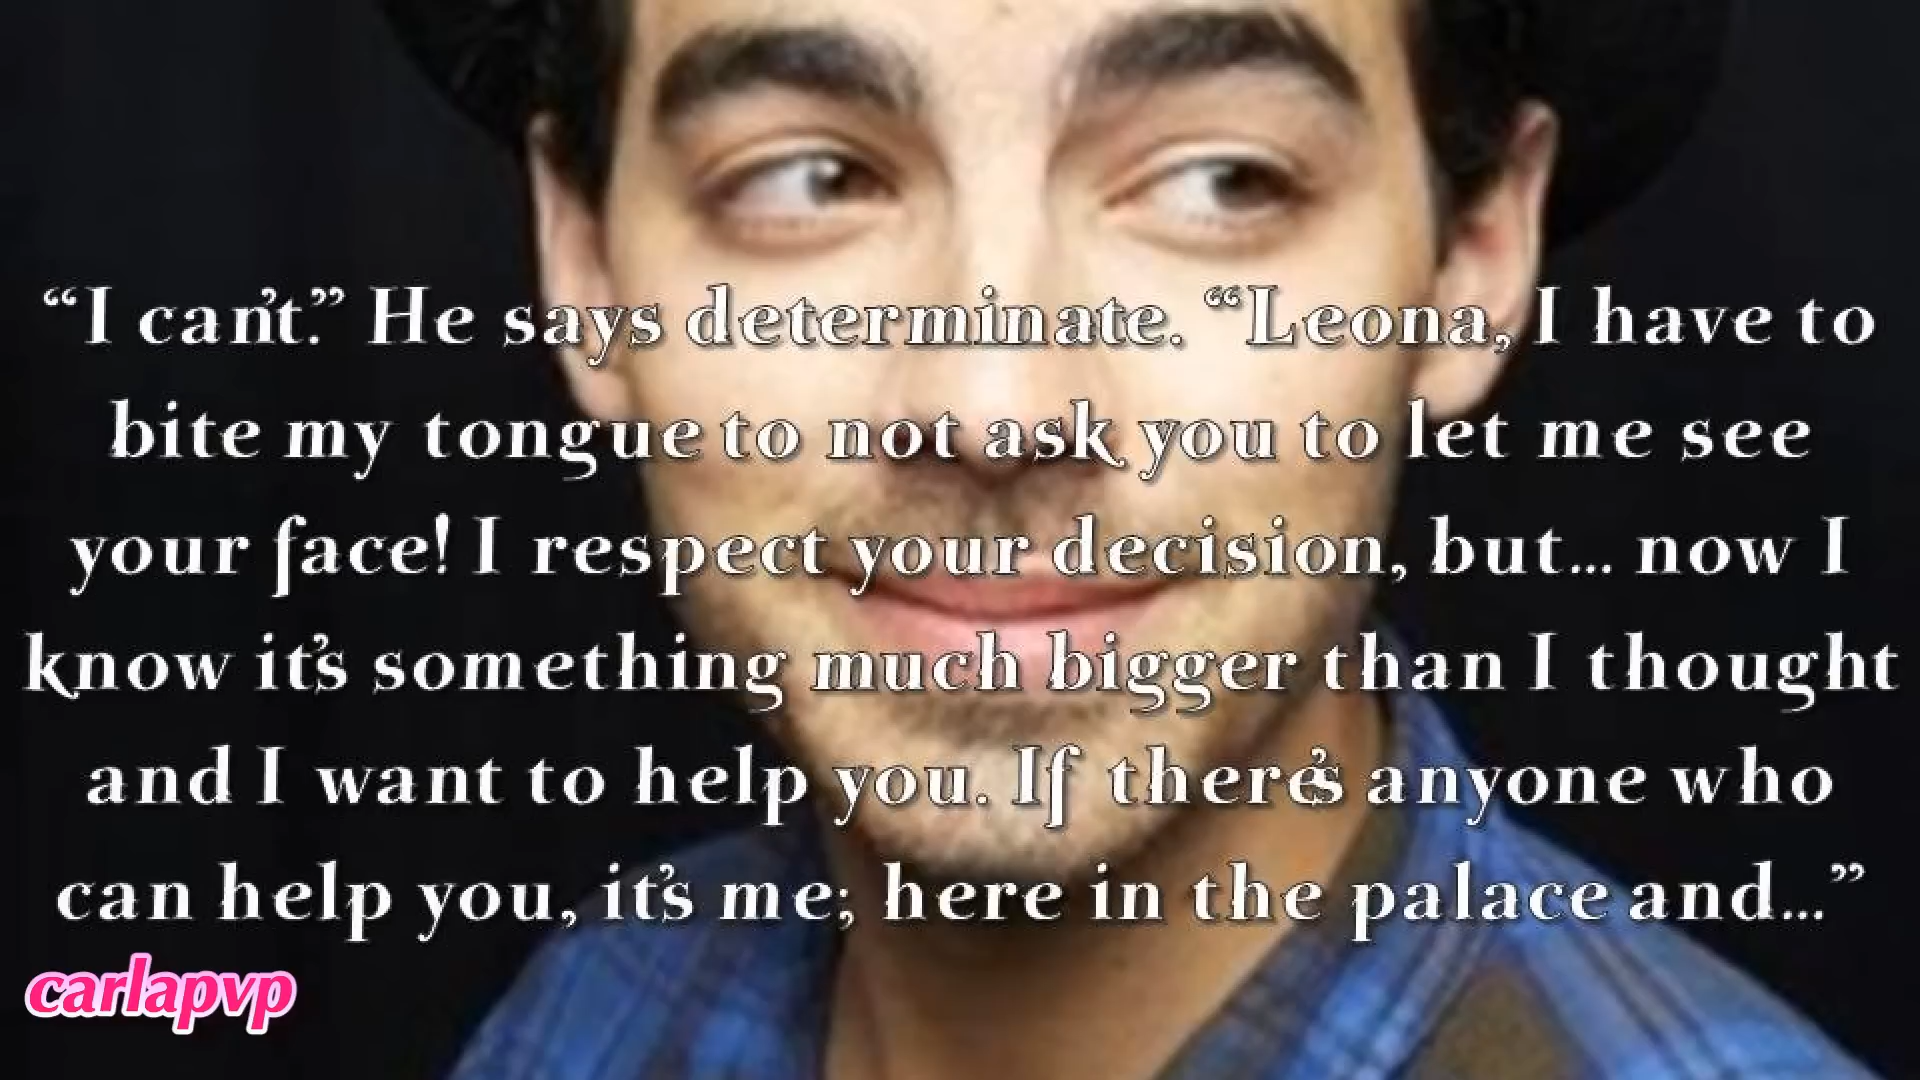 “I can’t.” He says determinate. “Leona, I have to
bite my tongue to not ask you to let me see
your face! I respect your decision, but... now I
know it’s something much bigger than I thought
and I want to help you. If there’s anyone who
can help you, it’s me; here in the palace and...”
carlapvp